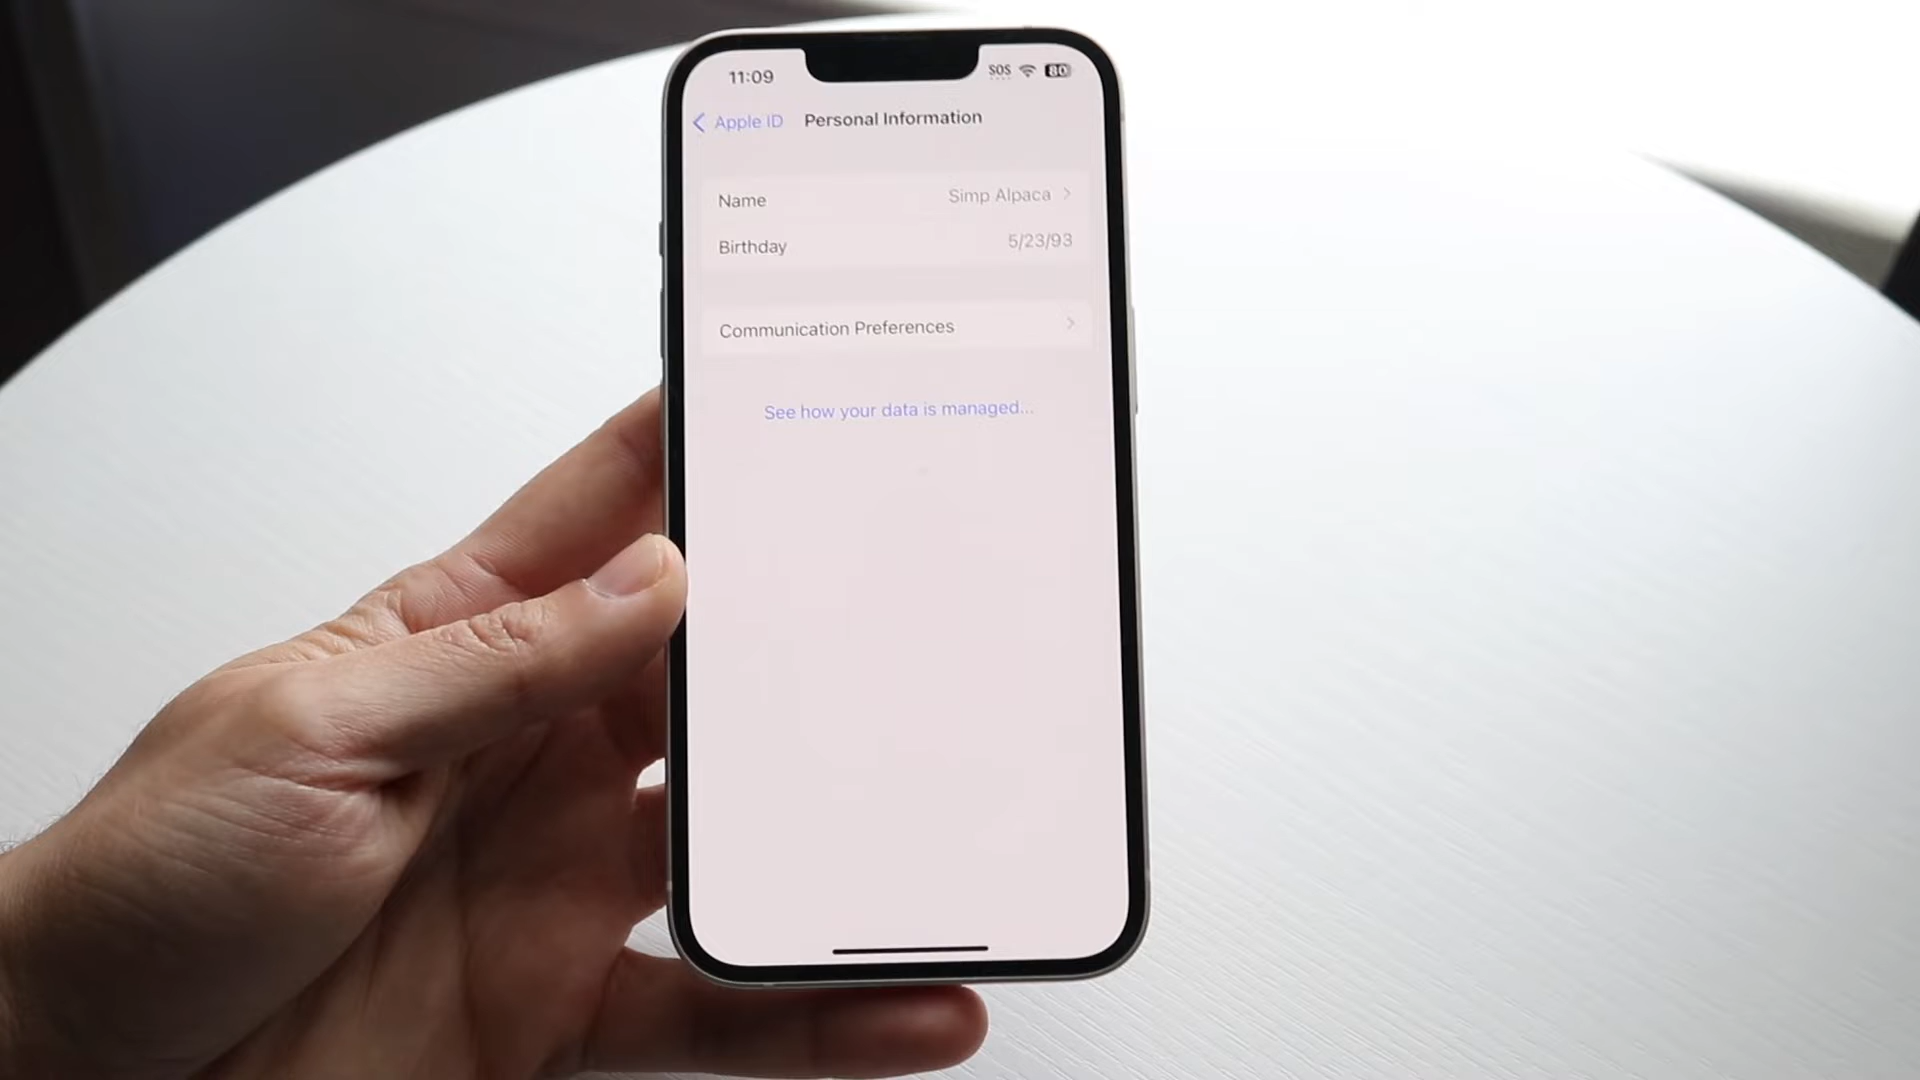 11:09 SOS 80
Apple ID Personal Information
Name Simp Alpaca
Birthday 5/23/93
Communication Preferences
See how your data is managed...